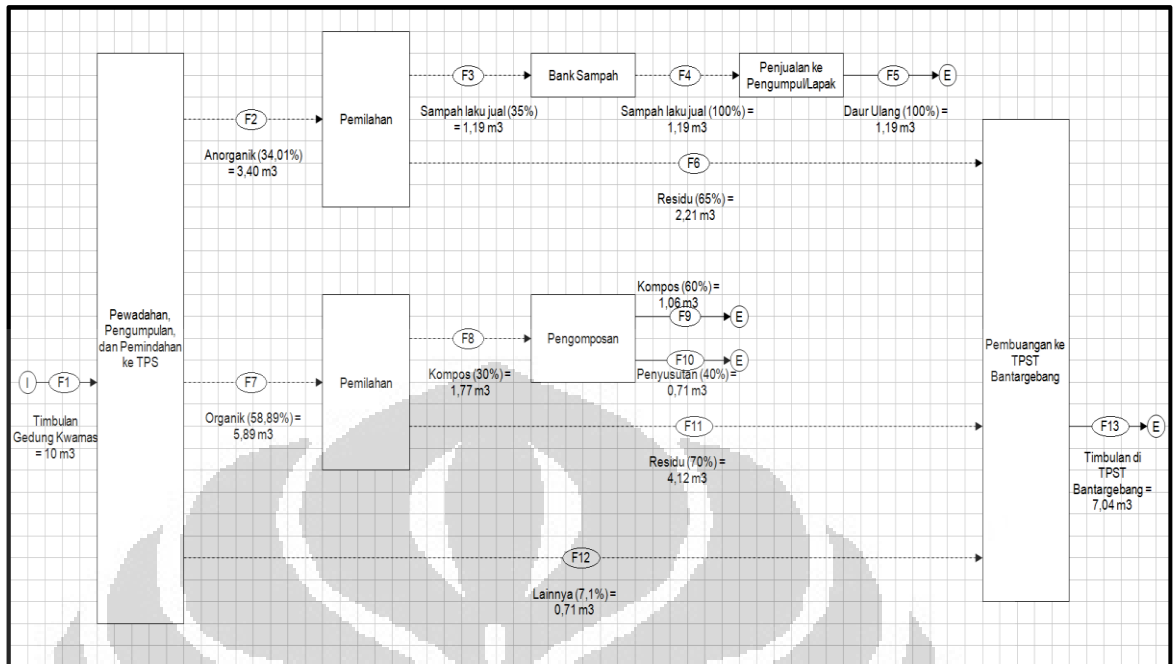 F3
Bank Sampah
F4
Penjualan ke
Pengumpul/Lapak
F5
E
F2
Pemilahan
Sampah laku jual (35%)
= 1,19 m3
Sampah laku jual (100%) =
1,19 m3
Daur Ulang (100%) =
1,19 m3
Anorganik (34,01%)
= 3,40 m3
F6
Residu (65%) =
2,21 m3
Pewadahan,
Pengumpulan,
dan Pemindahan
ke TPS
Kompos (60%) =
1,06 m3
F9
E
F8
Pengomposan
Pembuangan ke
TPST
Bantargebang
I
F1
F7
Pemilahan
Kompos (30%) =
1,77 m3
F10
E
Penyusutan (40%) =
0,71 m3
Timbulan
Gedung Kwarnas
= 10 m3
Organik (58,89%) =
5,89 m3
F11
Residu (70%) =
4,12 m3
F13
E
Timbulan di
TPST
Bantargebang =
7,04 m3
F12
Lainnya (7,1%) =
0,71 m3